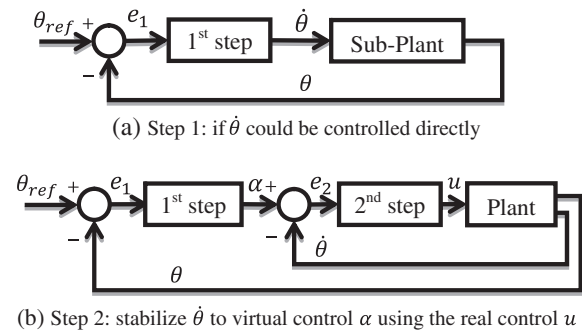 θref + e1 1st step θ̇ Sub-Plant
− θ
(a) Step 1: if θ̇ could be controlled directly
θref + e1 1st step α+ e2 2nd step u Plant
− − θ̇
θ
(b) Step 2: stabilize θ̇ to virtual control α using the real control u